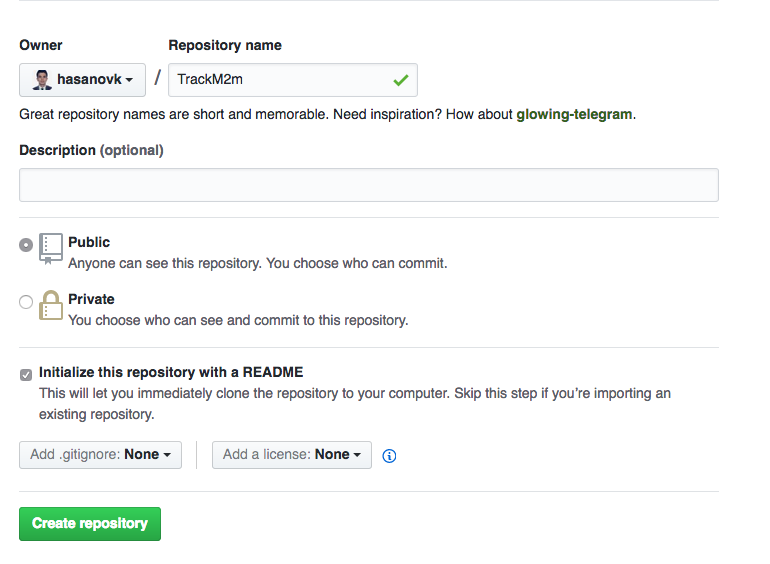 Owner Repository name
hasanovk / TrackM2m
Great repository names are short and memorable. Need inspiration? How about glowing-telegram.
Description (optional)
Public
Anyone can see this repository. You choose who can commit.
Private
You choose who can see and commit to this repository.
Initialize this repository with a README
This will let you immediately clone the repository to your computer. Skip this step if you’re importing an
existing repository.
Add .gitignore: None Add a license: None
Create repository